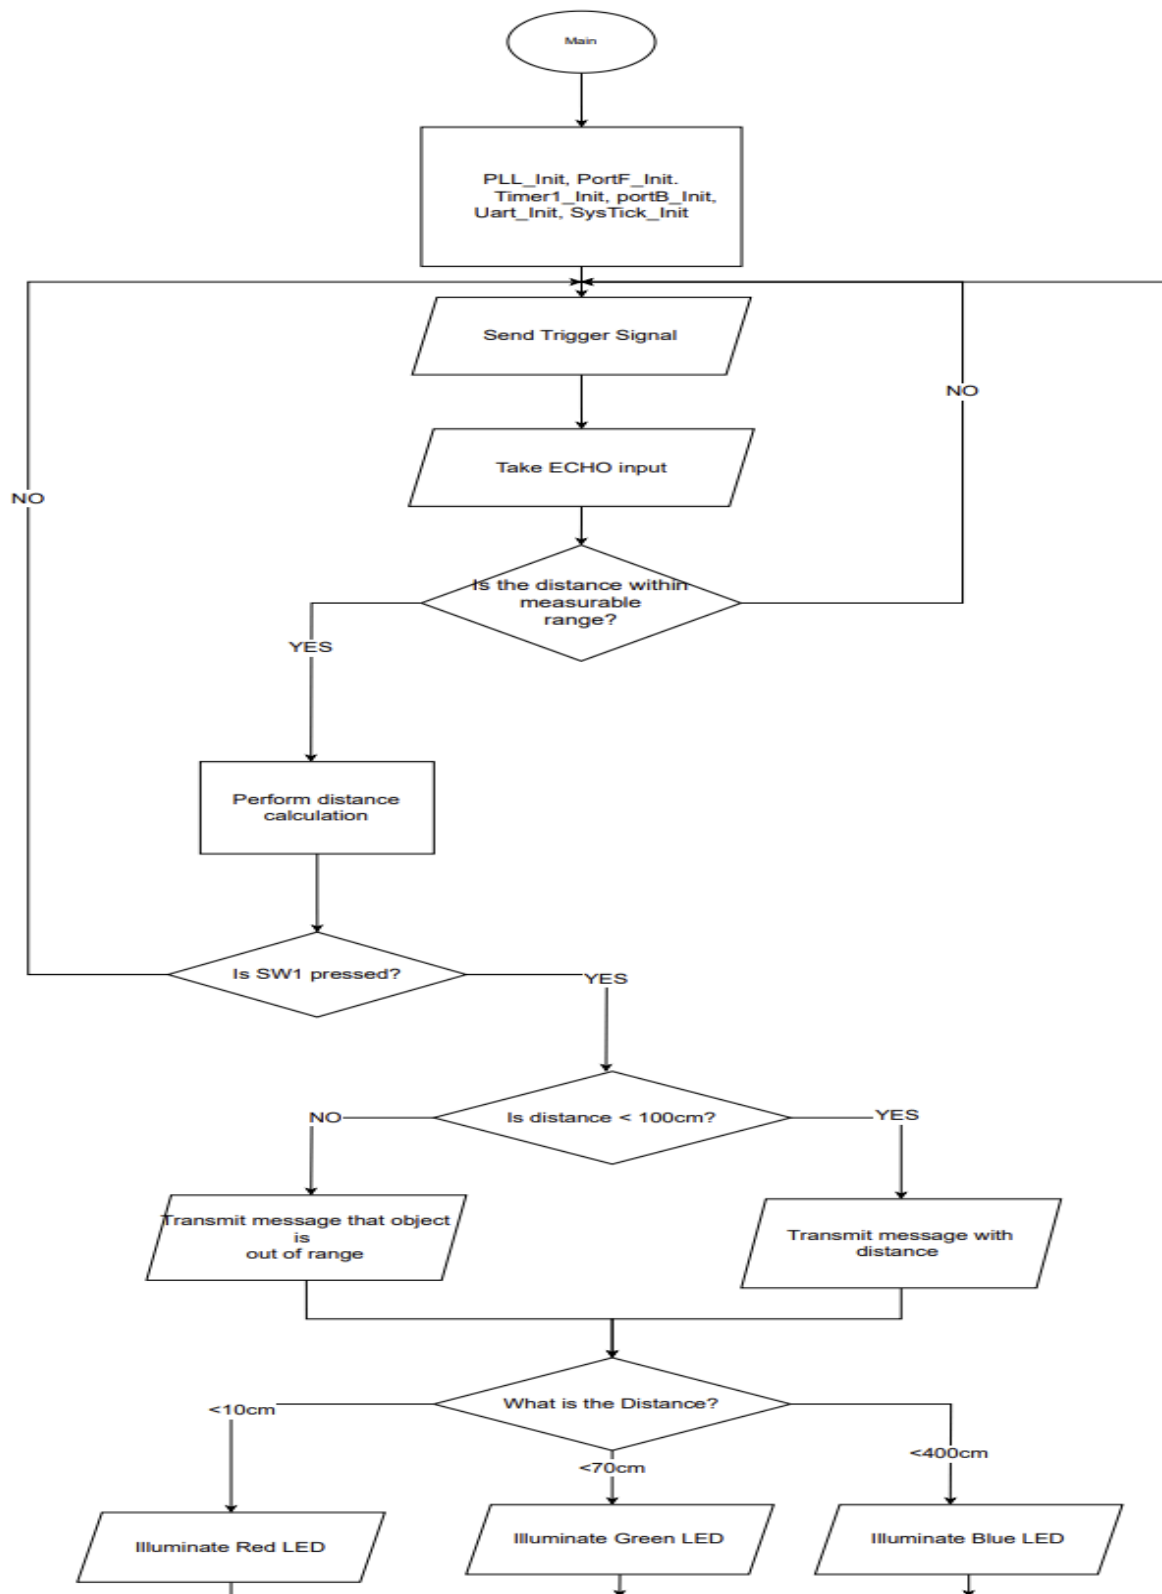 Main
PLL_Init, PortF_Init.
Timer1_Init, portB_Init,
Uart_Init, SysTick_Init
Send Trigger Signal
NO
Take ECHO input
NO
Is the distance within
measurable
range?
YES
Perform distance
calculation
Is SW1 pressed?
YES
Is distance < 100cm?
NO
YES
Transmit message that object
is
out of range
Transmit message with
distance
What is the Distance?
<10cm
<70cm
<400cm
Illuminate Red LED
Illuminate Green LED
Illuminate Blue LED